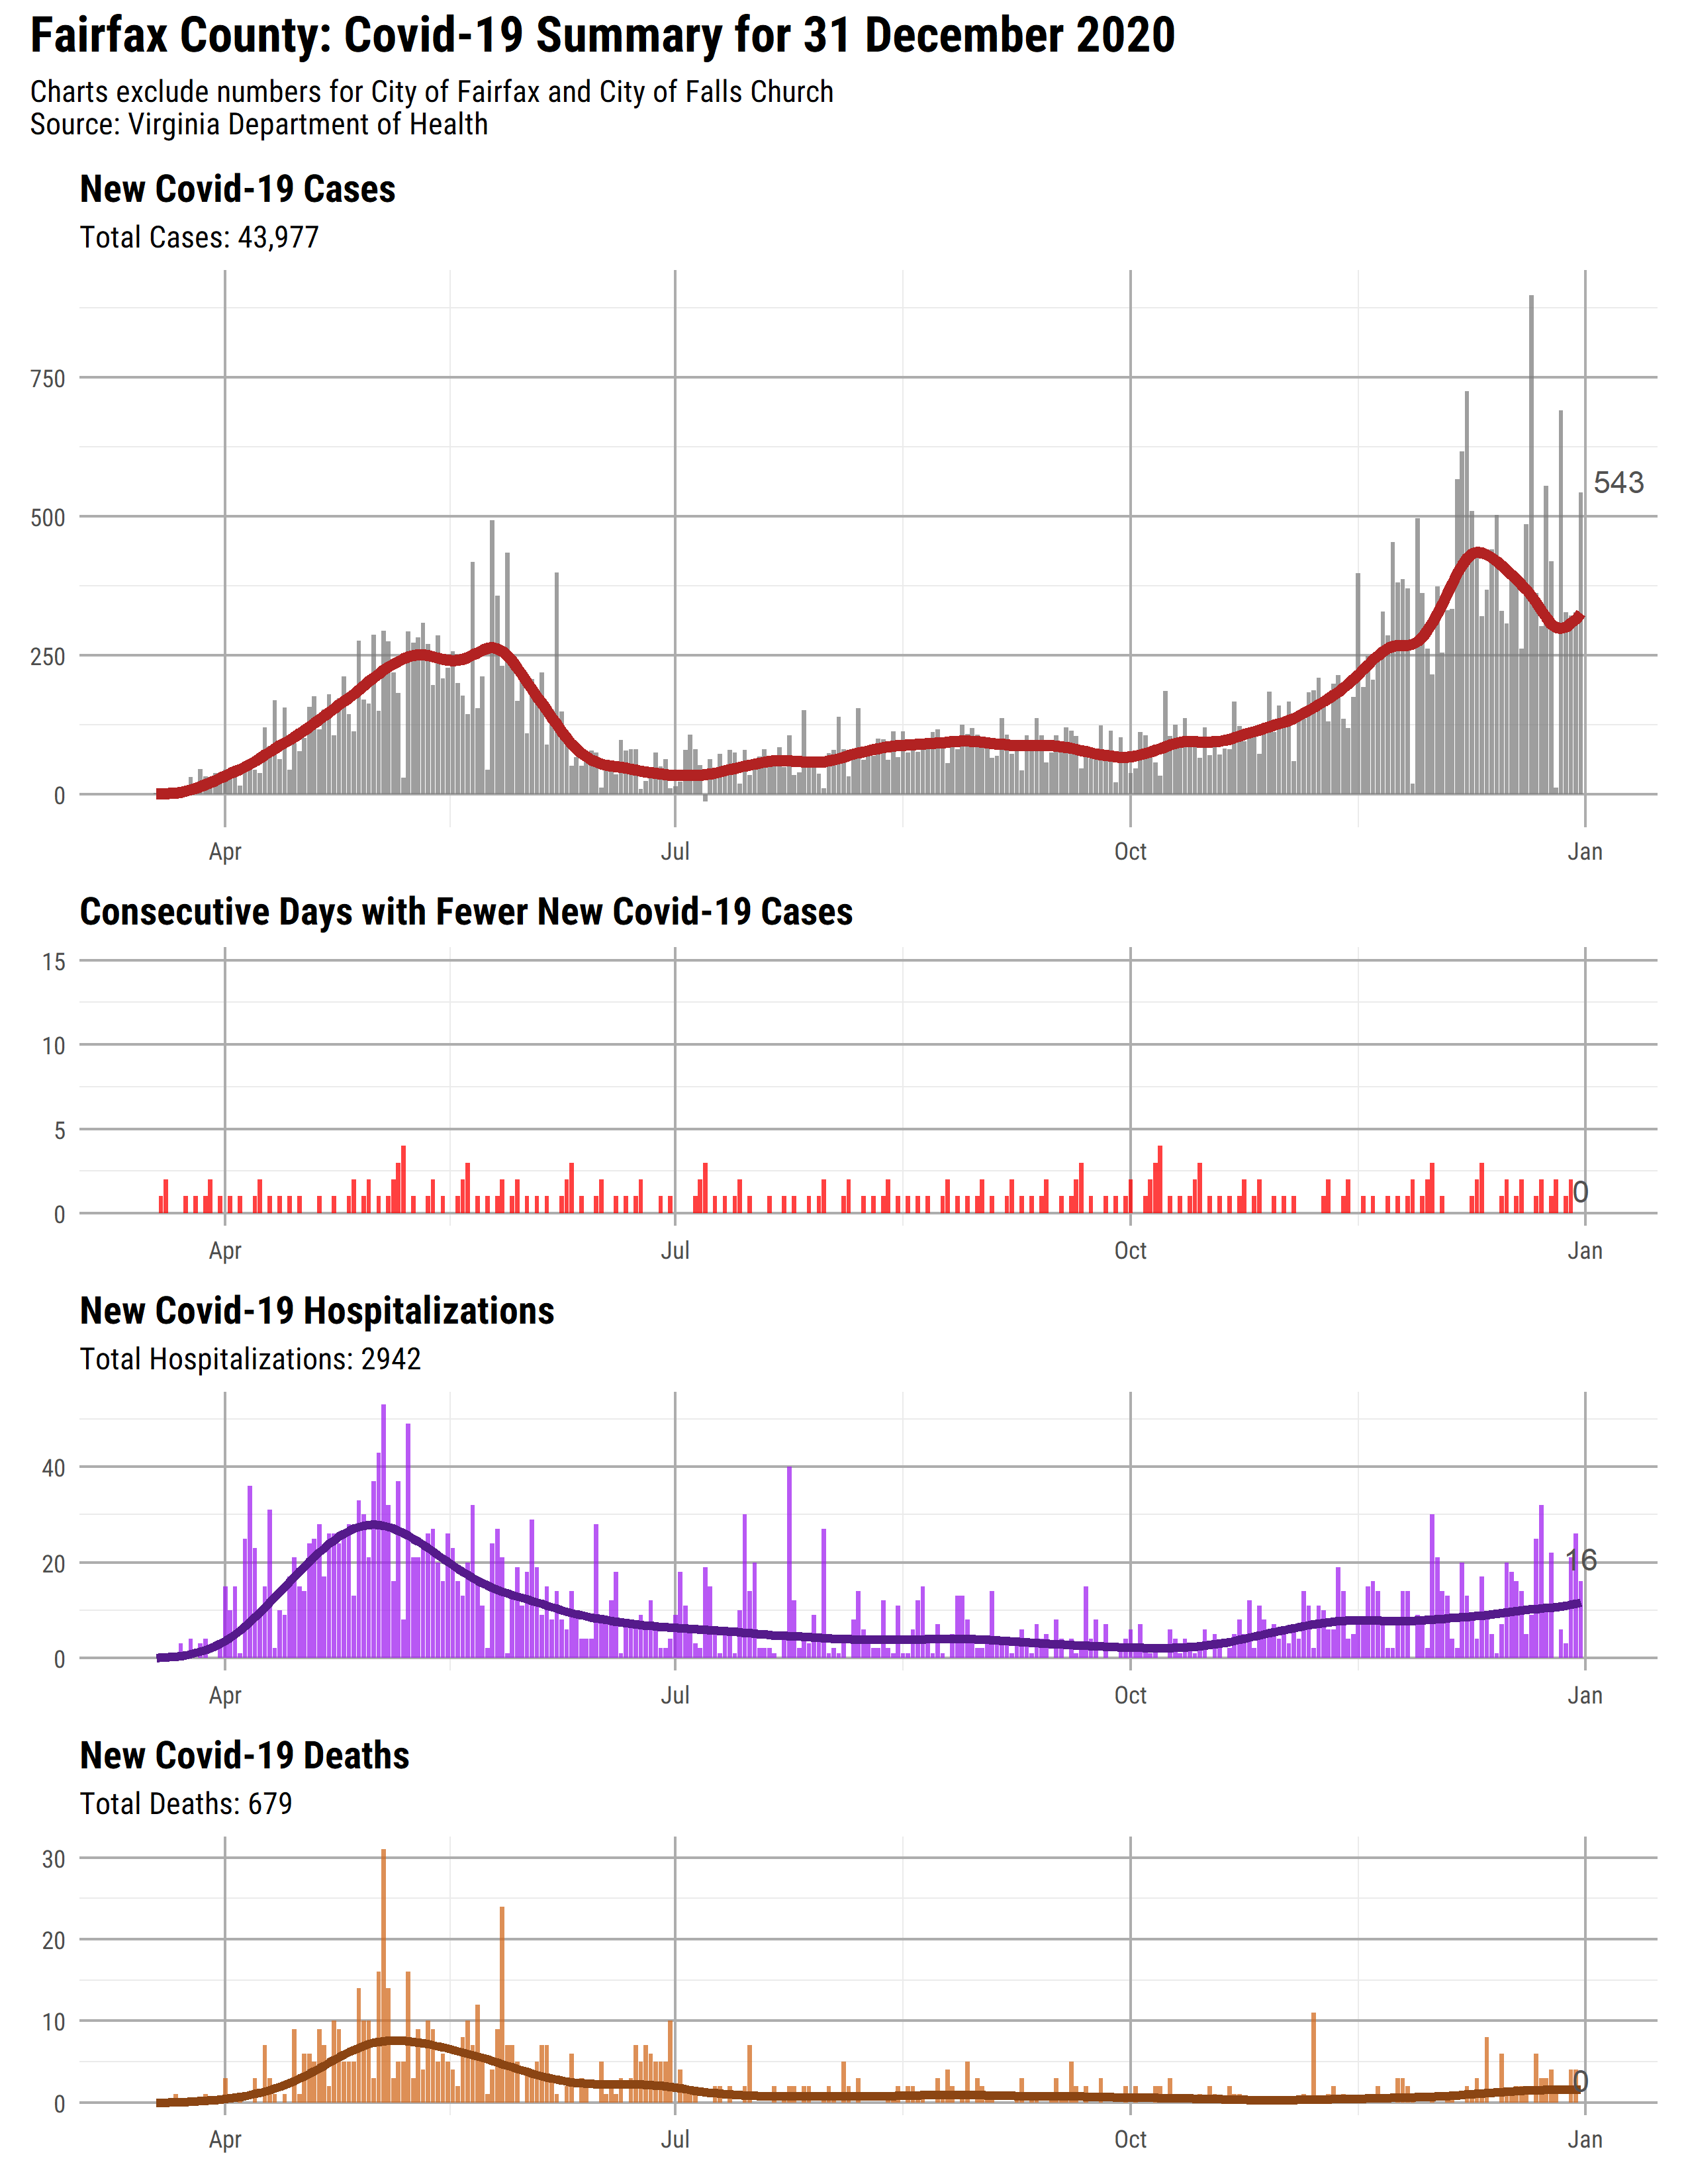 Fairfax County: Covid-19 Summary for 31 December 2020
Charts exclude numbers for City of Fairfax and City of Falls Church
Source: Virginia Department of Health
New Covid-19 Cases
Total Cases: 43,977
750
543
500
250
0
Apr Jul Oct Jan
Consecutive Days with Fewer New Covid-19 Cases
15
10
5
0
0
Apr Jul Oct Jan
New Covid-19 Hospitalizations
Total Hospitalizations: 2942
40
20
16
0
Apr Jul Oct Jan
New Covid-19 Deaths
Total Deaths: 679
30
20
10
0
0
Apr Jul Oct Jan